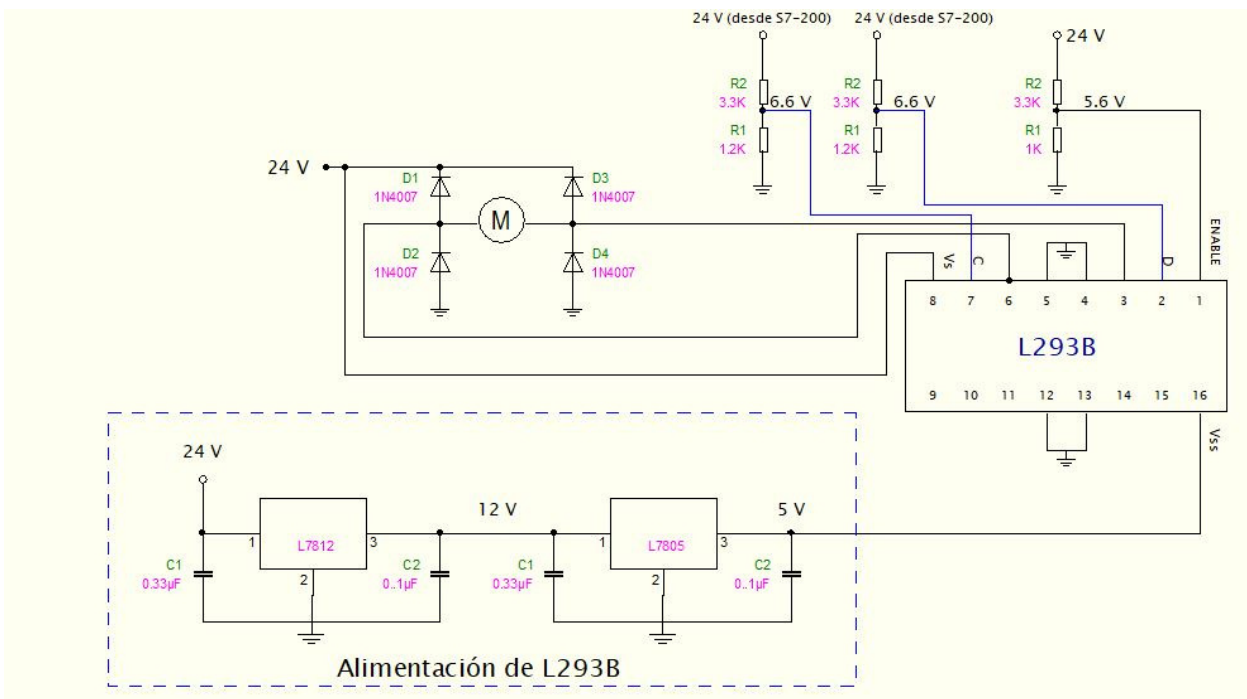 24 V (desde S7-200)
24 V (desde S7-200)
24 V
R2
3.3K
6.6 V
R2
3.3K
6.6 V
R2
3.3K
5.6 V
R1
1.2K
R1
1.2K
R1
1K
24 V
D1
1N4007
D3
1N4007
M
D2
1N4007
D4
1N4007
Vs
C
D
ENABLE
8 7 6 5 4 3 2 1
L293B
9 10 11 12 13 14 15 16
Vss
24 V
12 V
5 V
1
L7812
3
2
1
L7805
3
2
C1
0.33µF
C2
0..1µF
C1
0.33µF
C2
0..1µF
Alimentación de L293B